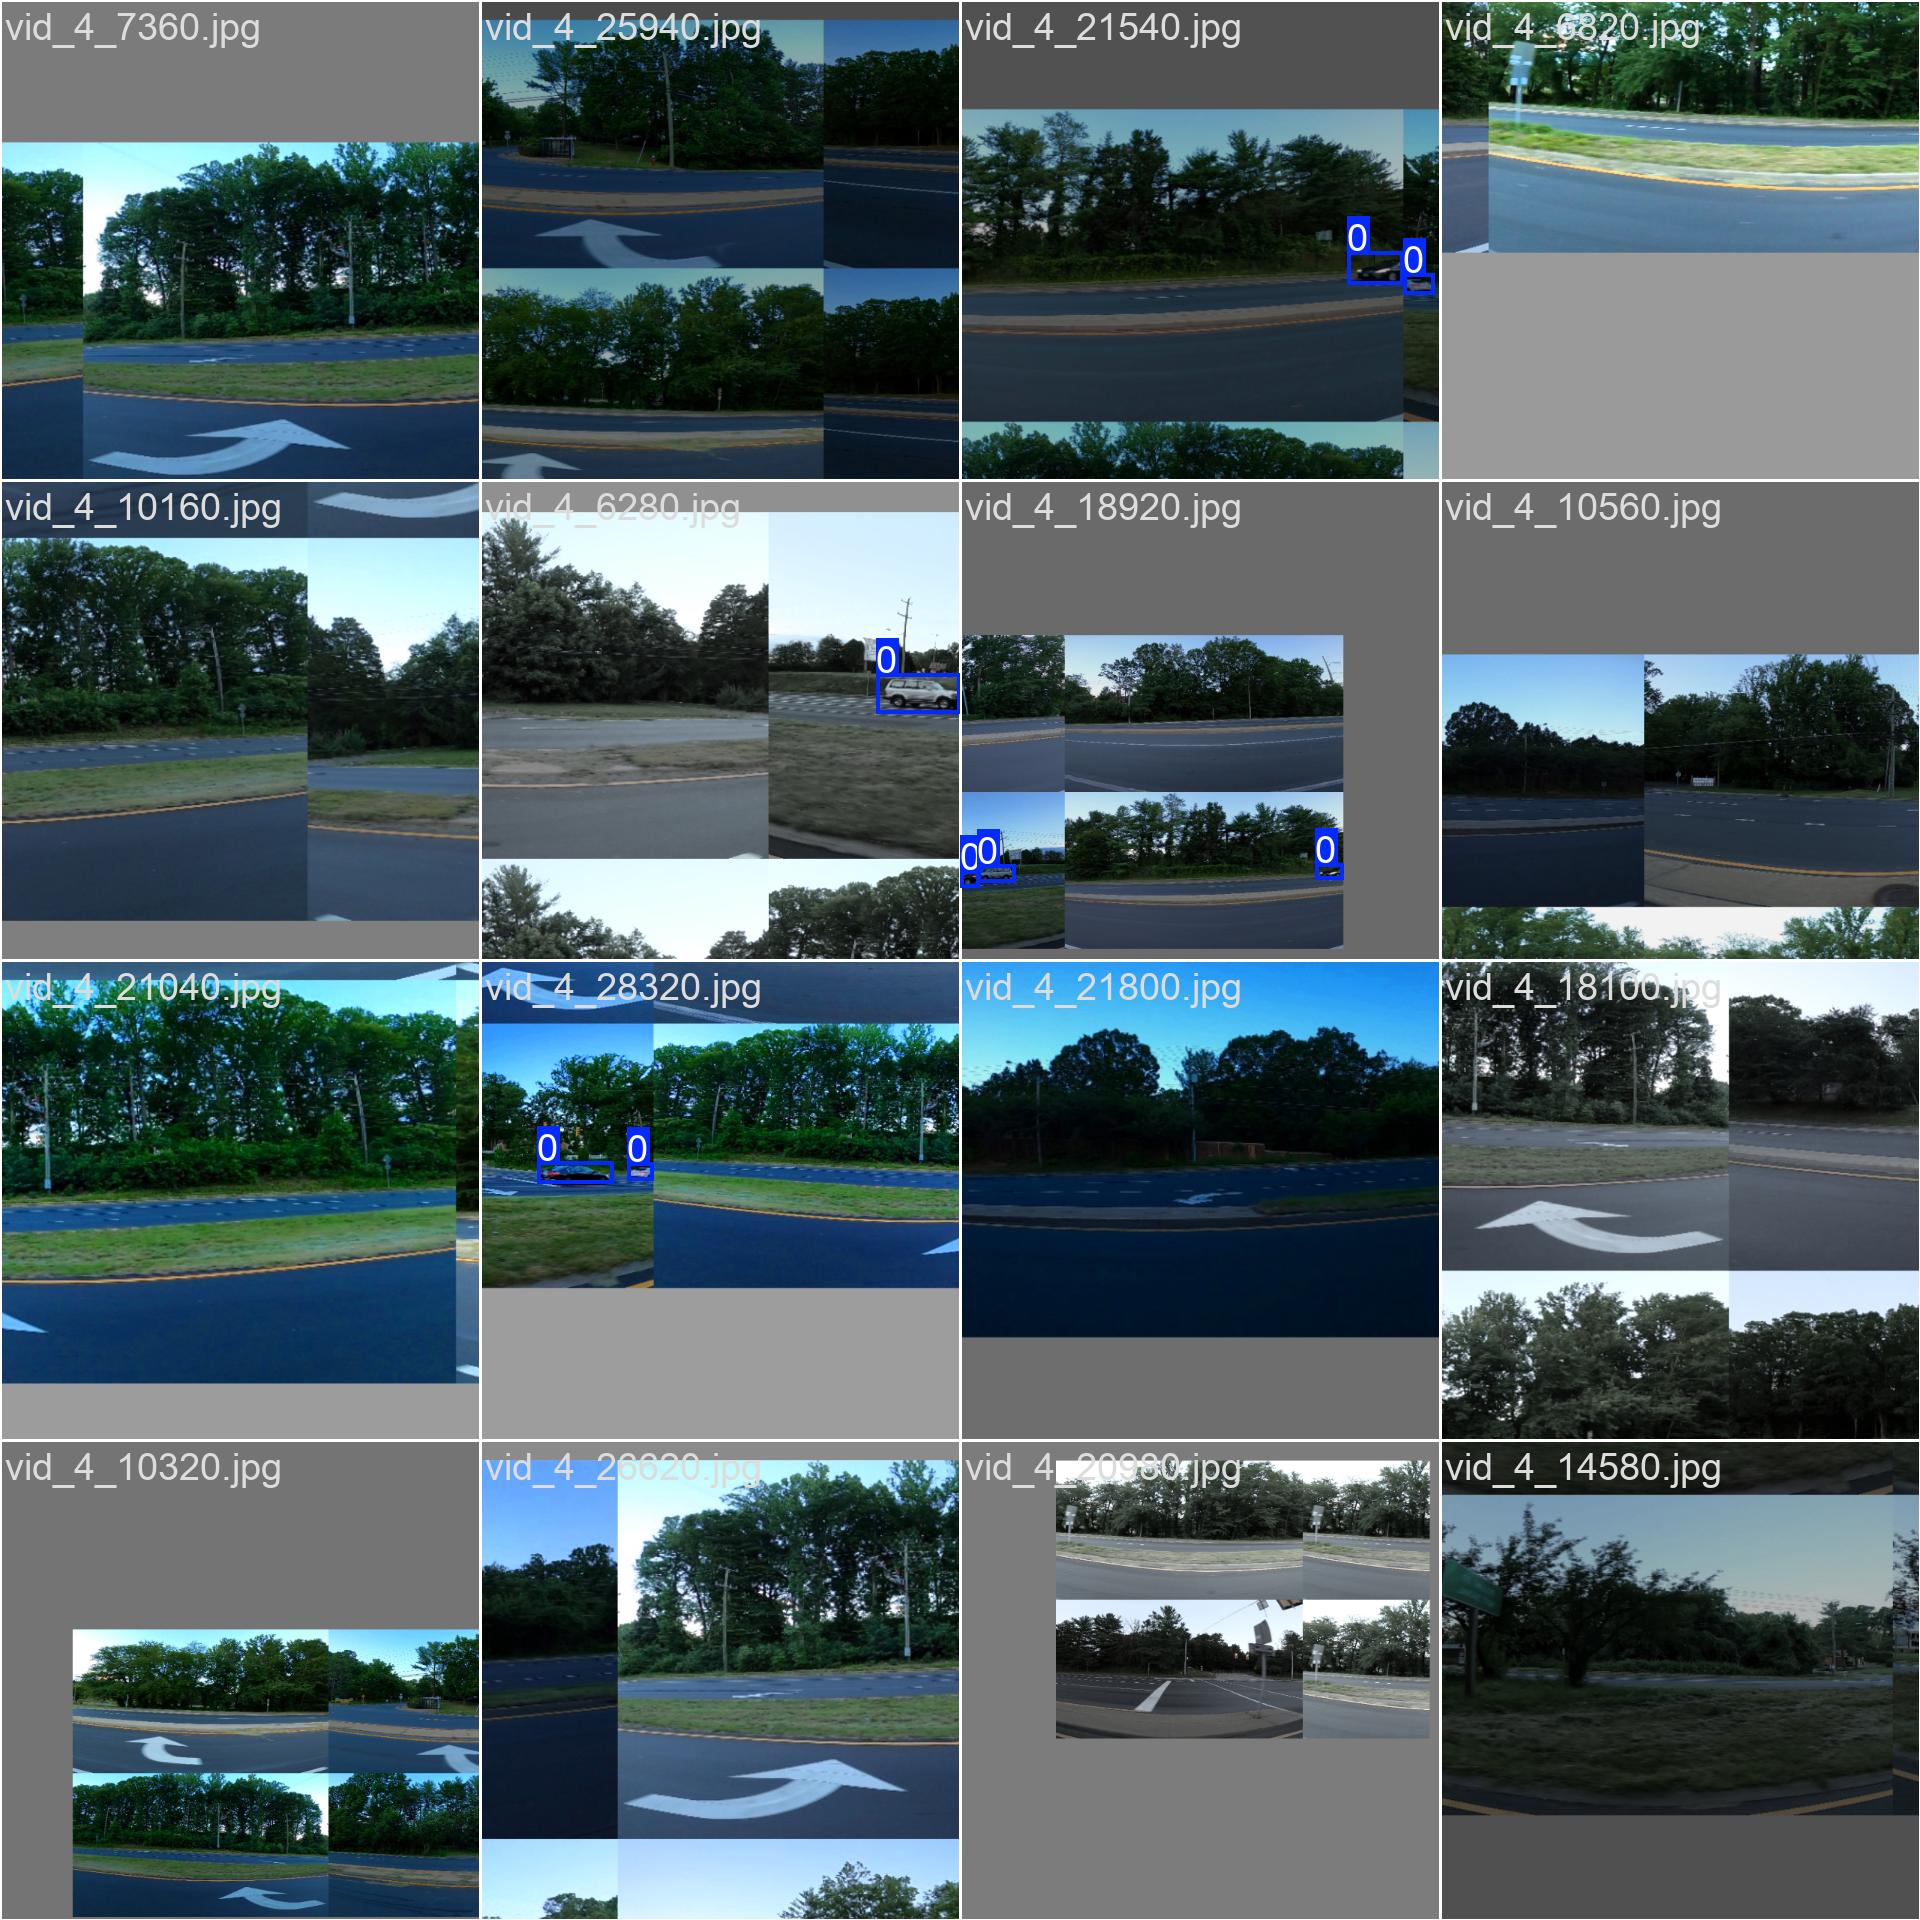 vid_4_7360.jpg
vid_4_25940.jpg
vid_4_21540.jpg
vid_4_6820.jpg
0
0
vid_4_10160.jpg
vid_4_6280.jpg
vid_4_18920.jpg
vid_4_10560.jpg
0
0
0
0
vid_4_21040.jpg
vid_4_28320.jpg
vid_4_21800.jpg
vid_4_18100.jpg
0
0
vid_4_10320.jpg
vid_4_26620.jpg
vid_4_20980.jpg
vid_4_14580.jpg